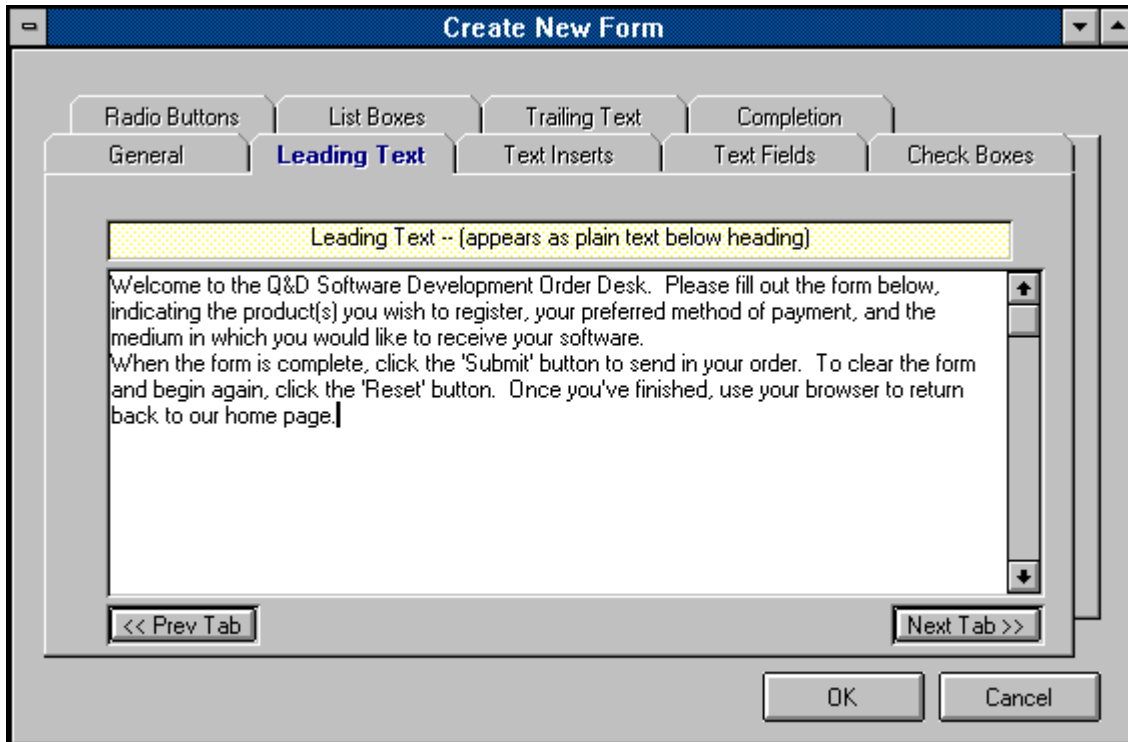 Create New Form
Radio Buttons List Boxes Trailing Text Completion
General Leading Text Text Inserts Text Fields Check Boxes
Leading Text -- (appears as plain text below heading)
Welcome to the Q&D Software Development Order Desk.  Please fill out the form below,
indicating the product(s) you wish to register, your preferred method of payment, and the
medium in which you would like to receive your software.
When the form is complete, click the 'Submit' button to send in your order.  To clear the form
and begin again, click the 'Reset' button.  Once you've finished, use your browser to return
back to our home page.
<< Prev Tab Next Tab >>
OK Cancel